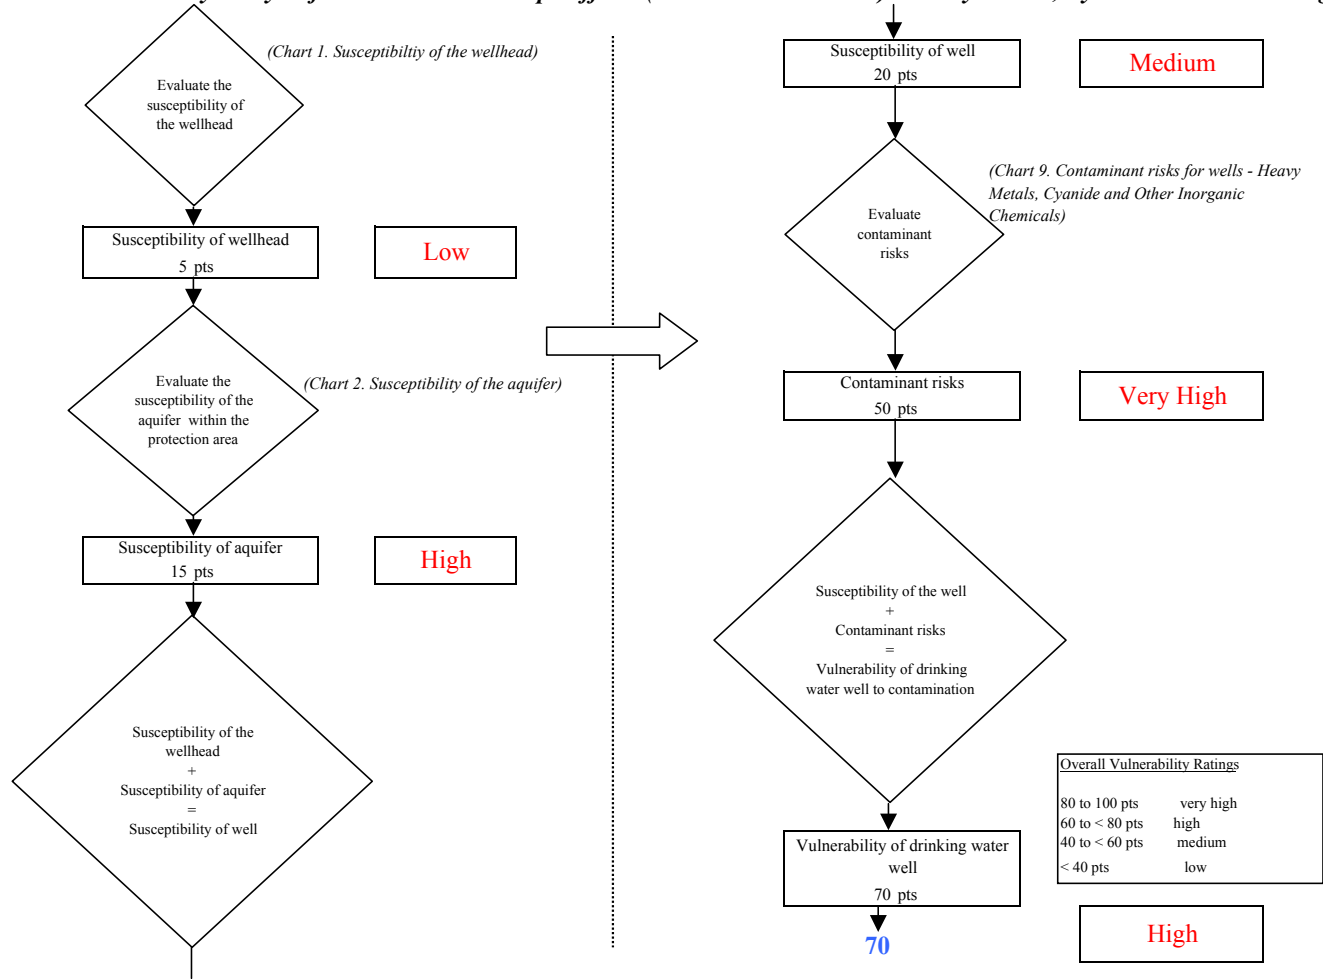 (Chart 1. Susceptibiltiy of the wellhead)
Evaluate the
susceptibility of
the wellhead
Susceptibility of wellhead
5 pts
Low
Evaluate the
susceptibility of the
aquifer within the
protection area
(Chart 2. Susceptibility of the aquifer)
Susceptibility of aquifer
15 pts
High
Susceptibility of the
wellhead
+
Susceptibility of aquifer
=
Susceptibility of well
Susceptibility of well
20 pts
Medium
(Chart 9. Contaminant risks for wells - Heavy
Metals, Cyanide and Other Inorganic
Chemicals)
Evaluate
contaminant
risks
Contaminant risks
50 pts
Very High
Susceptibility of the well
+
Contaminant risks
=
Vulnerability of drinking
water well to contamination
Overall Vulnerability Ratings
80 to 100 pts very high
60 to < 80 pts high
40 to < 60 pts medium
< 40 pts low
Vulnerability of drinking water
well
70 pts
70
High